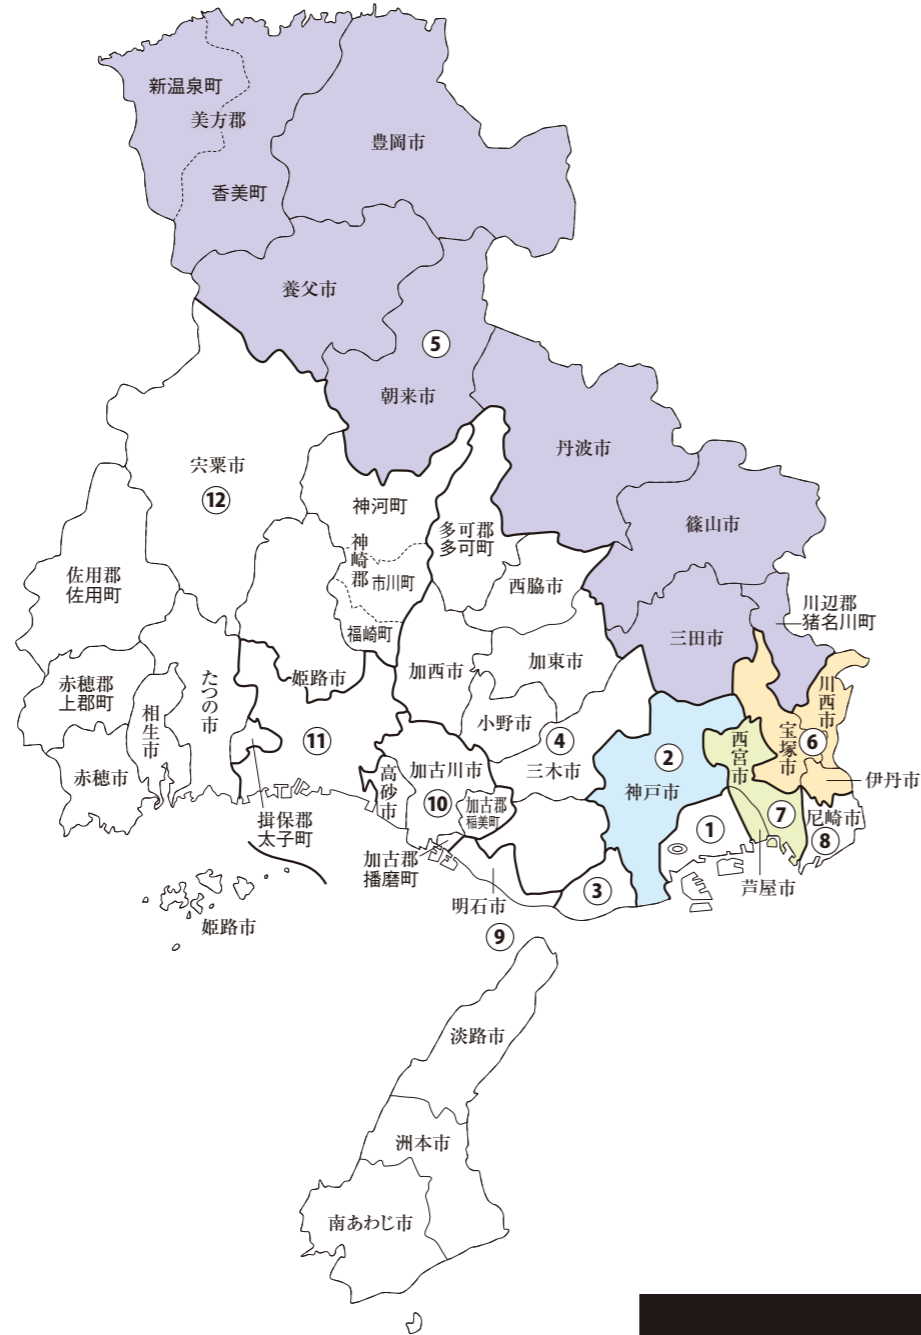 新温泉町
美方郡
香美町
豊岡市
養父市
⑤
朝来市
丹波市
宍粟市
⑫
神河町
神崎郡
市川町
福崎町
多可郡
多可町
西脇市
篠山市
川辺郡
猪名川町
三田市
佐用郡
佐用町
赤穂郡
上郡町
相生市
たつの市
赤穂市
姫路市
⑪
加西市
加東市
小野市
④
三木市
②
神戸市
西宮市
宝塚市
川西市
⑥
伊丹市
高砂市
加古川市
⑩
加古郡
稲美町
①
⑦
尼崎市
⑧
揖保郡
太子町
加古郡
播磨町
明石市
③
芦屋市
姫路市
⑨
淡路市
洲本市
南あわじ市